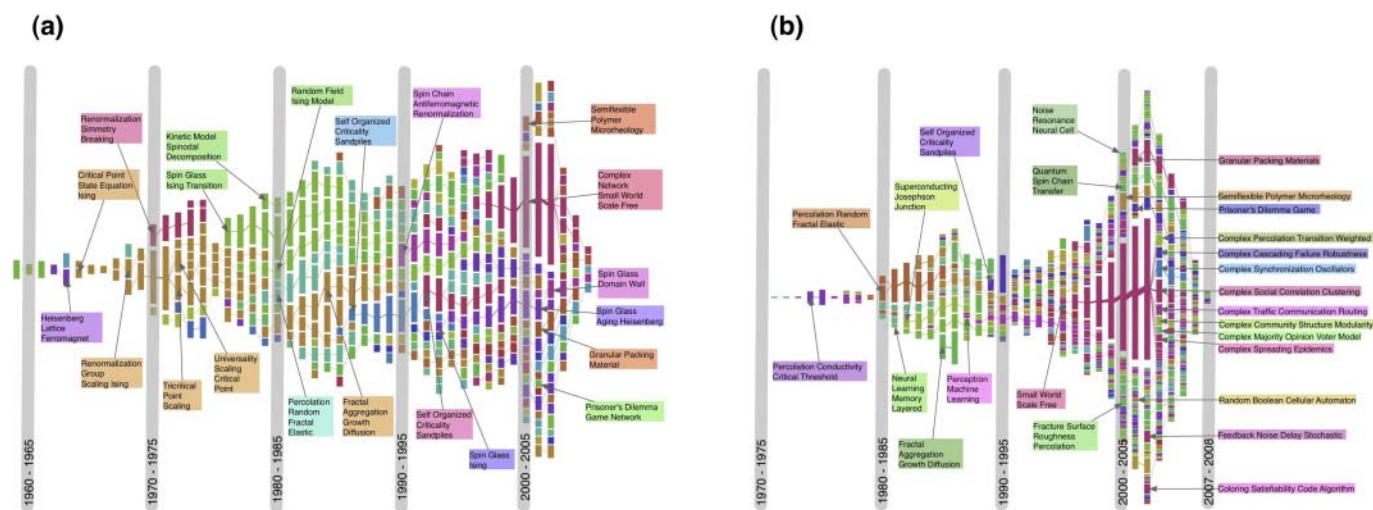 (a)
Renormalization
Simmetry
Breaking
Critical Point
State Equation
Ising
Kinetic Model
Spinodal
Decomposition
Spin Glass
Ising Transition
Random Field
Ising Model
Self Organized
Criticality
Sandpiles
Spin Chain
Antiferromagnetic
Renormalization
Semiflexible
Polymer
Microrheology
Complex
Network
Small World
Scale Free
Spin Glass
Domain Wall
Spin Glass
Aging Heisenberg
Granular Packing
Material
Prisoner's Dilemma
Game Network
Heisenberg
Lattice
Ferromagnet
Renormalization
Group
Scaling Ising
Tricritical
Point
Scaling
Universality
Scaling
Critical
Point
Percolation
Random
Fractal
Elastic
Fractal
Aggregation
Growth
Diffusion
Self Organized
Criticality
Sandpiles
Spin Glass
Ising
1960 - 1965
1970 - 1975
1980 - 1985
1990 - 1995
2000 - 2005
(b)
Percolation Random
Fractal Elastic
Superconducting
Josephson
Junction
Self Organized
Criticality
Sandpiles
Noise
Resonance
Neural Cell
Quantum
Spin Chain
Transfer
Granular Packing Materials
Semiflexible Polymer Microrheology
Prisoner's Dilemma Game
Complex Percolation Transition Weighted
Complex Cascading Failure Robustness
Complex Synchronization Oscillators
Complex Social Correlation Clustering
Complex Traffic Communication Routing
Complex Community Structure Modularity
Complex Majority Opinion Voter Model
Complex Spreading Epidemics
Random Boolean Cellular Automaton
Feedback Noise Delay Stochastic
Coloring Satisfiability Code Algorithm
Percolation Conductivity
Critical Threshold
Neural
Learning
Memory
Layered
Perceptron
Machine
Learning
Fractal
Aggregation
Growth Diffusion
Small World
Scale Free
Fracture Surface
Roughness
Percolation
1970 - 1975
1980 - 1985
1990 - 1995
2000 - 2005
2007 - 2008